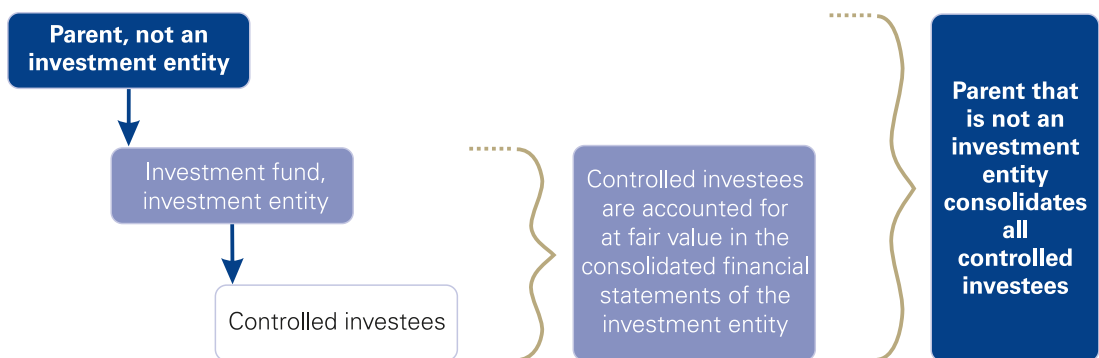 Parent, not an
investment entity
Investment fund,
investment entity
Controlled investees
Controlled investees
are accounted for
at fair value in the
consolidated financial
statements of the
investment entity
Parent that
is not an
investment
entity
consolidates
all
controlled
investees